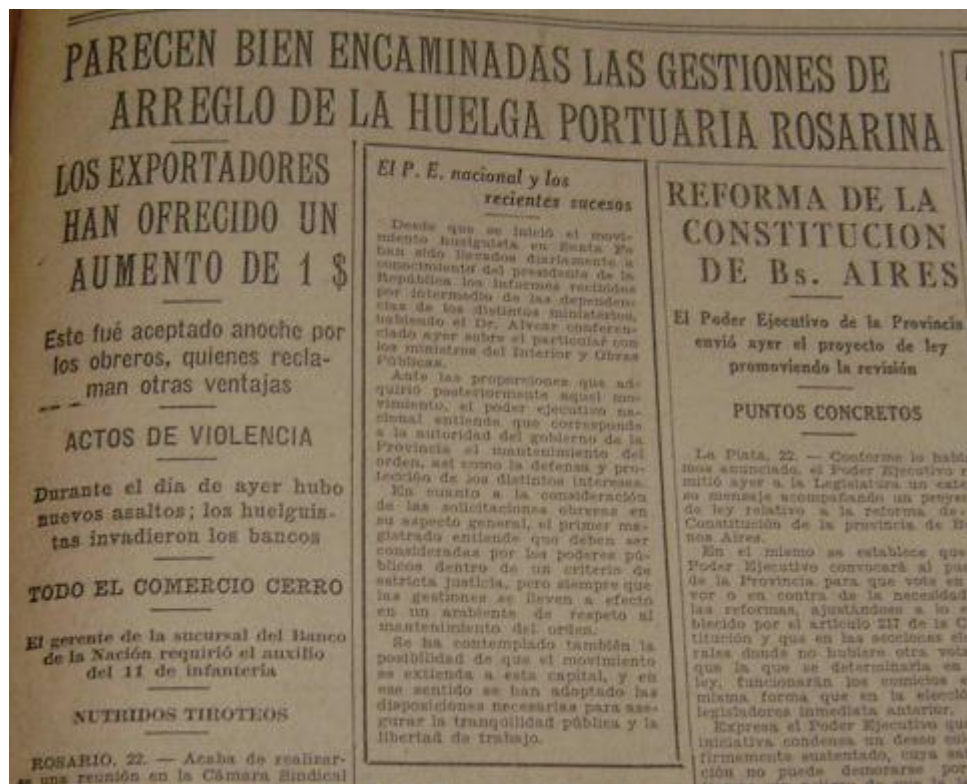 PARECEN BIEN ENCAMINADAS LAS GESTIONES DE
ARREGLO DE LA HUELGA PORTUARIA ROSARINA
LOS EXPORTADORES
HAN OFRECIDO UN
AUMENTO DE 1 $
Este fué aceptado anoche por
los obreros, quienes recla-
man otras ventajas
ACTOS DE VIOLENCIA
Durante el día de ayer hubo
nuevos asaltos; los huelguis-
tas invadieron los bancos
TODO EL COMERCIO CERRO
El gerente de la sucursal del Banco
de la Nación requirió el auxilio
del 11 de infantería
NUTRIDOS TIROTEOS
ROSARIO, 22. — Acaba de realizar-
se una reunión en la Cámara Sindical
El P. E. nacional y los
recientes sucesos
Desde que se inició el movi-
miento huelguista en Santa Fe
han sido llevados diariamente a
conocimiento del presidente de la
República los informes recibidos
por intermedio de las dependen-
cias de los distintos ministerios,
habiendo el Dr. Alvear conferen-
ciado ayer sobre el particular con
los ministros del Interior y Obras
Públicas.
Ante las proporciones que ad-
quirió posteriormente aquel mo-
vimiento, el poder ejecutivo na-
cional entiende que corresponde
a la autoridad del gobierno de la
Provincia el mantenimiento del
orden, así como la defensa y pro-
tección de los distintos intereses.
En cuanto a la consideración
de las solicitaciones obreras en
su aspecto general, el primer ma-
gistrado entiende que deben ser
consideradas por los poderes pú-
blicos dentro de un criterio de
estricta justicia, pero siempre que
las gestiones se lleven a efecto
en un ambiente de respeto al
mantenimiento del orden.
Se ha contemplado también la
posibilidad de que el movimiento
se extienda a esta capital, y en
ese sentido se han adoptado las
disposiciones necesarias para ase-
gurar la tranquilidad pública y la
libertad de trabajo.
REFORMA DE LA
CONSTITUCION
DE Bs. AIRES
El Poder Ejecutivo de la Provincia
envió ayer el proyecto de ley
promoviendo la revisión
PUNTOS CONCRETOS
La Plata, 22. — Conforme lo habia
mos anunciado, el Poder Ejecutivo r
mitió ayer a la Legislatura un exte
so mensaje acompañando un proyec
de ley relativo a la reforma de
Constitución de la provincia de B
nos Aires.
En el mismo se establece que
Poder Ejecutivo convocará al pue
de la Provincia para que vote en
vor o en contra de la necesidad
las reformas, ajustándose a lo e
blecido por el artículo 217 de la C
titución y que en las secciones ele
rales donde no hubiere otra vota
que la que se determinaría en
ley, funcionarán los comicios e
misma forma que en la elecció
legisladores inmediata anterior.
Expresa el Poder Ejecutivo que
iniciativa condensa un deseo
firmemente sustentado, cuya sat
ción no puede demorarse por